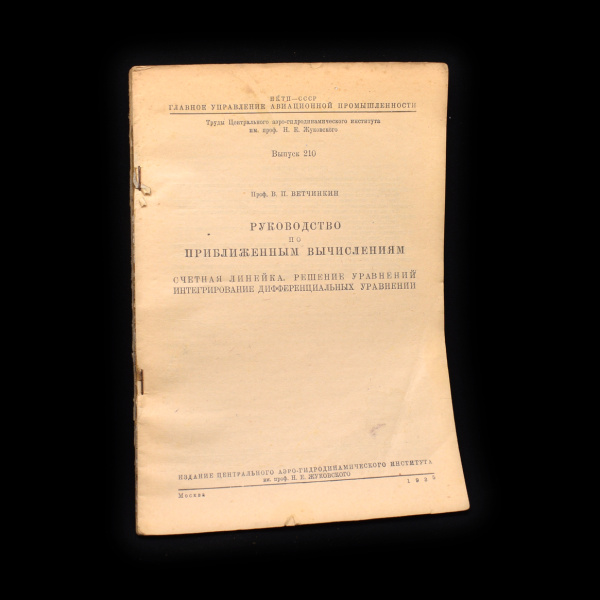 НКТП—СССР
ГЛАВНОЕ УПРАВЛЕНИЕ АВИАЦИОННОЙ ПРОМЫШЛЕННОСТИ
Труды Центрального аэро-гидродинамического института
им. проф. Н. Е. Жуковского
Выпуск 210
Проф. В. П. ВЕТЧИНКИН
РУКОВОДСТВО
ПО
ПРИБЛИЖЕННЫМ ВЫЧИСЛЕНИЯМ
СЧЕТНАЯ ЛИНЕЙКА. РЕШЕНИЕ УРАВНЕНИЙ
ИНТЕГРИРОВАНИЕ ДИФФЕРЕНЦИАЛЬНЫХ УРАВНЕНИЙ
ИЗДАНИЕ ЦЕНТРАЛЬНОГО АЭРО-ГИДРОДИНАМИЧЕСКОГО ИНСТИТУТА
им. проф. Н. Е. ЖУКОВСКОГО
Москва 1935